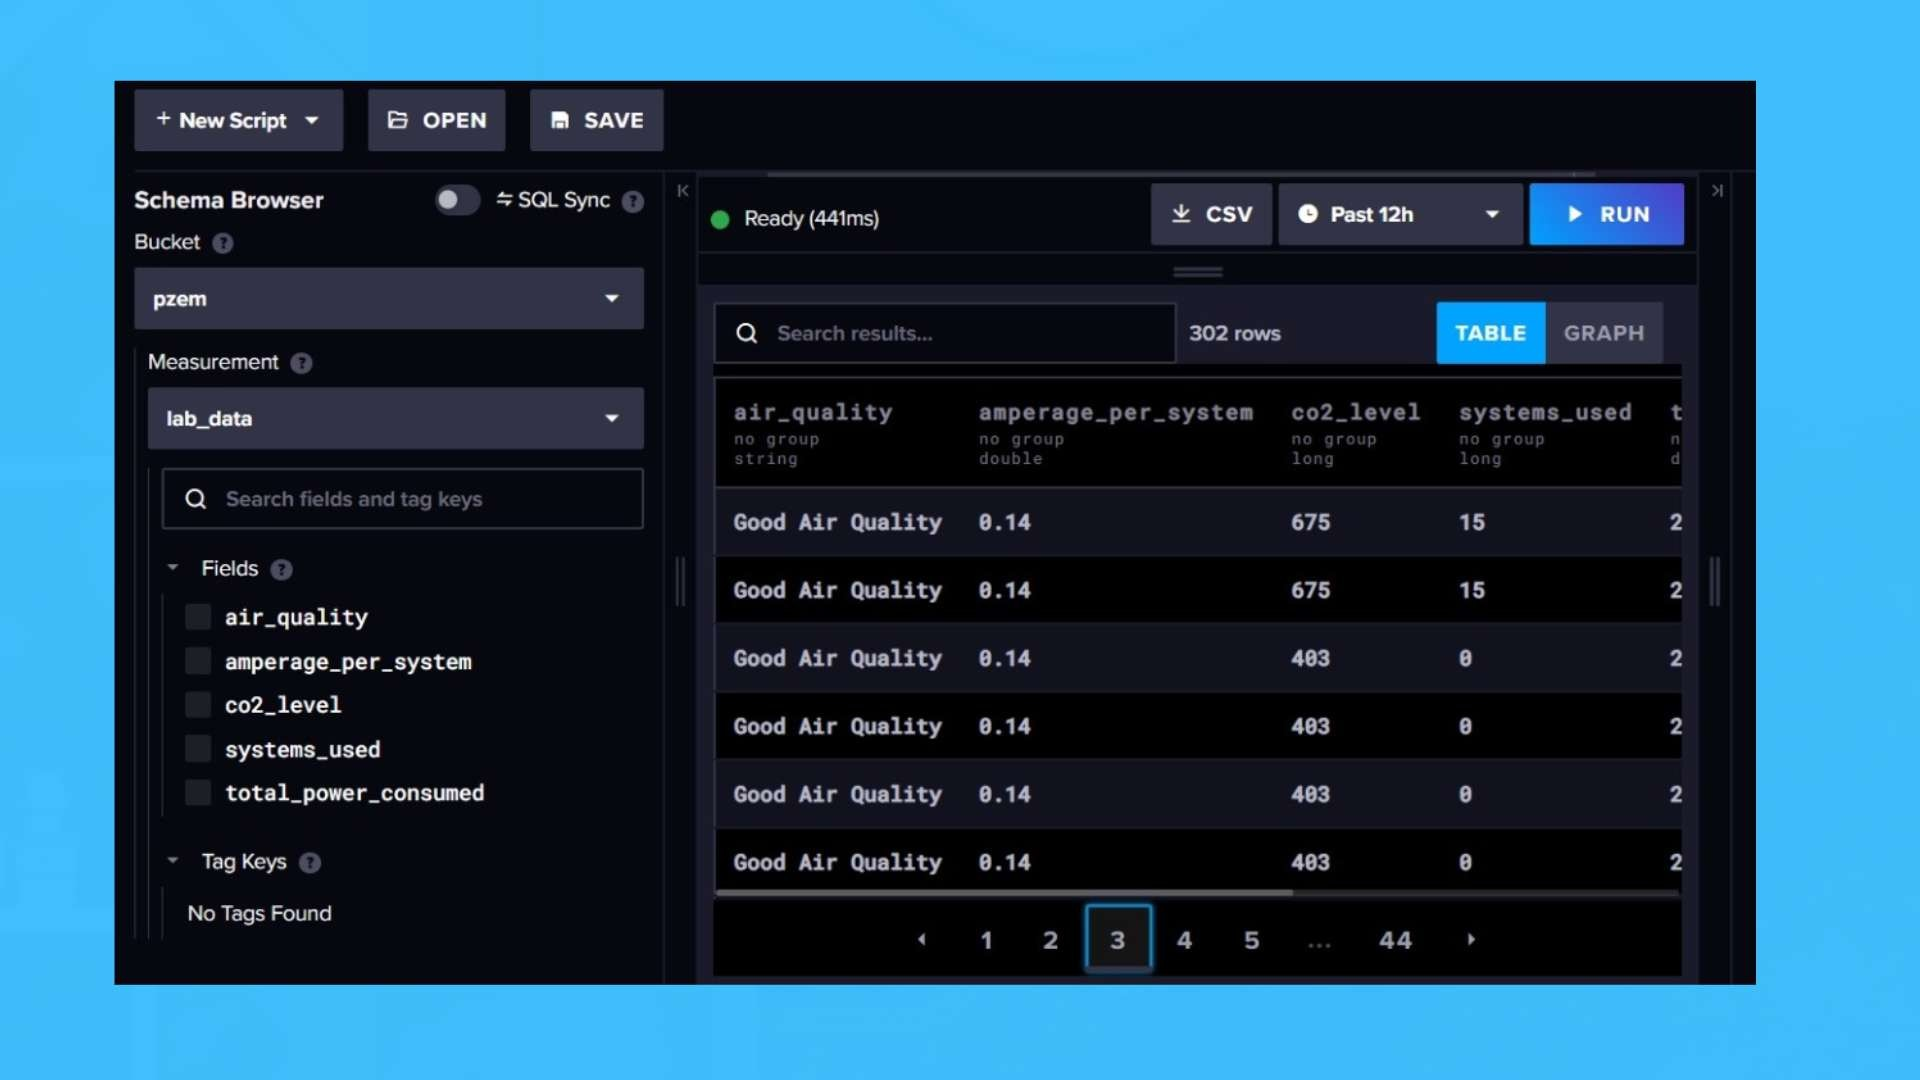 + New Script
OPEN
SAVE
Schema Browser
SQL Sync ?
Bucket ?
pzem
Measurement ?
lab_data
Search fields and tag keys
Fields ?
air_quality
amperage_per_system
co2_level
systems_used
total_power_consumed
Tag Keys ?
No Tags Found
Ready (441ms)
CSV
Past 12h
RUN
Search results...
302 rows
TABLE
GRAPH
air_quality amperage_per_system co2_level systems_used t
no group no group no group no group n
string double long long d
Good Air Quality 0.14 675 15 2
Good Air Quality 0.14 675 15 2
Good Air Quality 0.14 403 0 2
Good Air Quality 0.14 403 0 2
Good Air Quality 0.14 403 0 2
Good Air Quality 0.14 403 0 2
1 2 3 4 5 ... 44